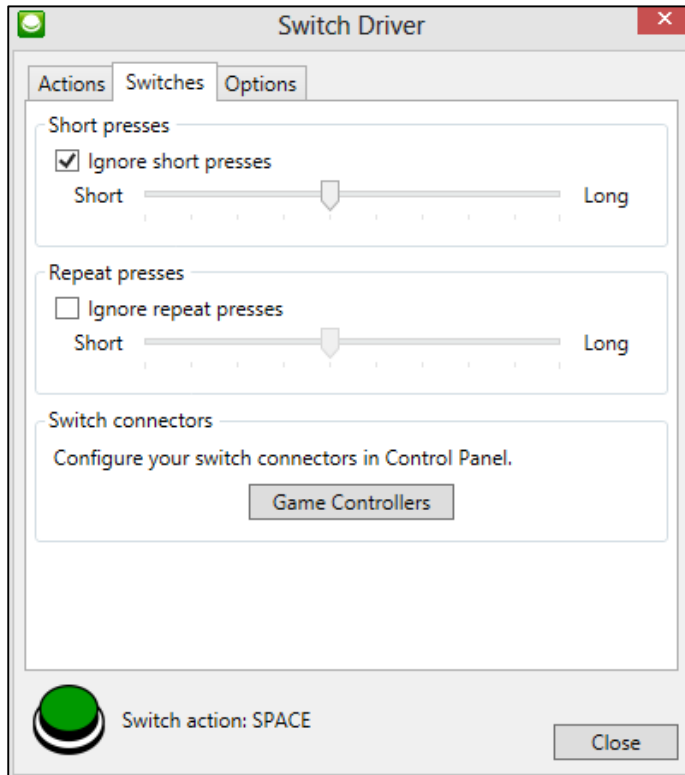 Switch Driver
Actions Switches Options
Short presses
Ignore short presses
Short Long
Repeat presses
Ignore repeat presses
Short Long
Switch connectors
Configure your switch connectors in Control Panel.
Game Controllers
Switch action: SPACE
Close